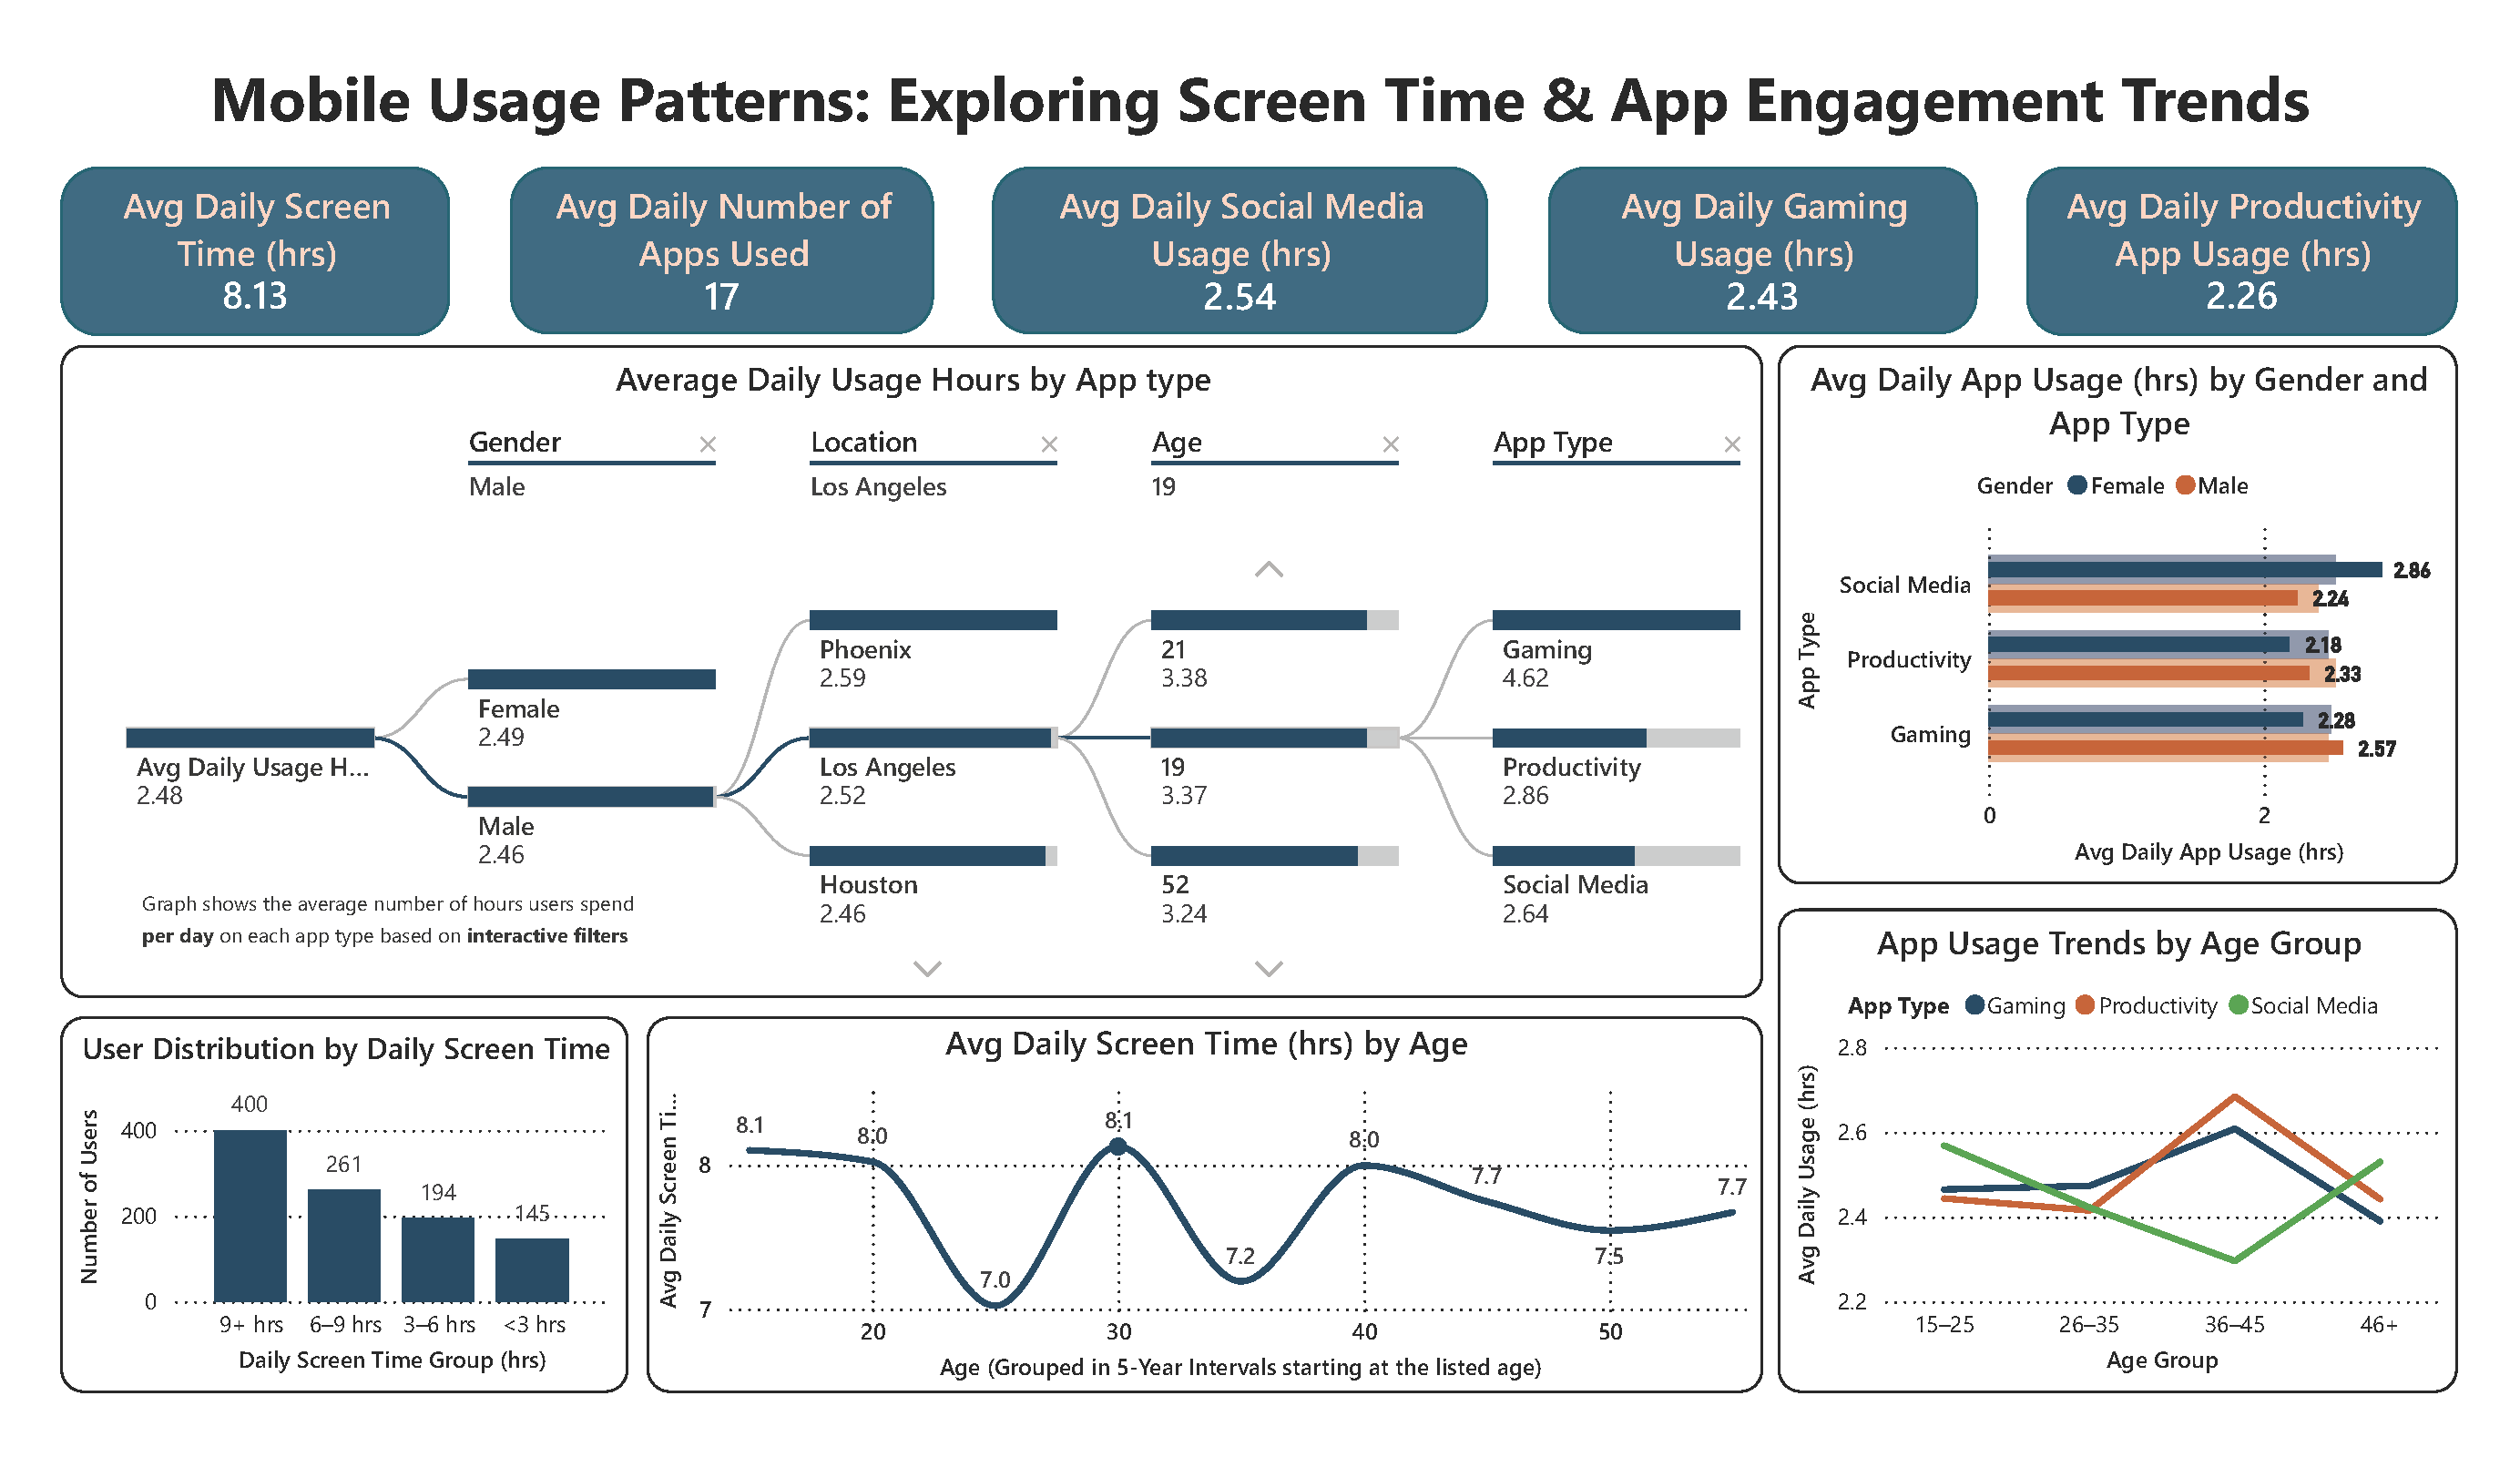 Mobile Usage Patterns: Exploring Screen Time & App Engagement Trends
Avg Daily Screen
Time (hrs)
8.13
Avg Daily Number of
Apps Used
17
Avg Daily Social Media
Usage (hrs)
2.54
Avg Daily Gaming
Usage (hrs)
2.43
Avg Daily Productivity
App Usage (hrs)
2.26
Average Daily Usage Hours by App type
Gender
Male
Location
Los Angeles
Age
19
App Type
Avg Daily Usage H...
2.48
Female
2.49
Male
2.46
Phoenix
2.59
Los Angeles
2.52
Houston
2.46
21
3.38
19
3.37
52
3.24
Gaming
4.62
Productivity
2.86
Social Media
2.64
Graph shows the average number of hours users spend
per day on each app type based on interactive filters
Avg Daily App Usage (hrs) by Gender and
App Type
Gender Female Male
App Type
Social Media
2.86
2.24
Productivity
2.18
2.33
Gaming
2.28
2.57
0 2
Avg Daily App Usage (hrs)
User Distribution by Daily Screen Time
Number of Users
400
200
0
400
261
194
145
9+ hrs 6–9 hrs 3–6 hrs <3 hrs
Daily Screen Time Group (hrs)
Avg Daily Screen Time (hrs) by Age
Avg Daily Screen Ti...
8
7
8.1
8.0
7.0
8.1
7.2
8.0
7.7
7.5
7.7
20 30 40 50
Age (Grouped in 5-Year Intervals starting at the listed age)
App Usage Trends by Age Group
App Type Gaming Productivity Social Media
Avg Daily Usage (hrs)
2.8
2.6
2.4
2.2
15–25 26–35 36–45 46+
Age Group